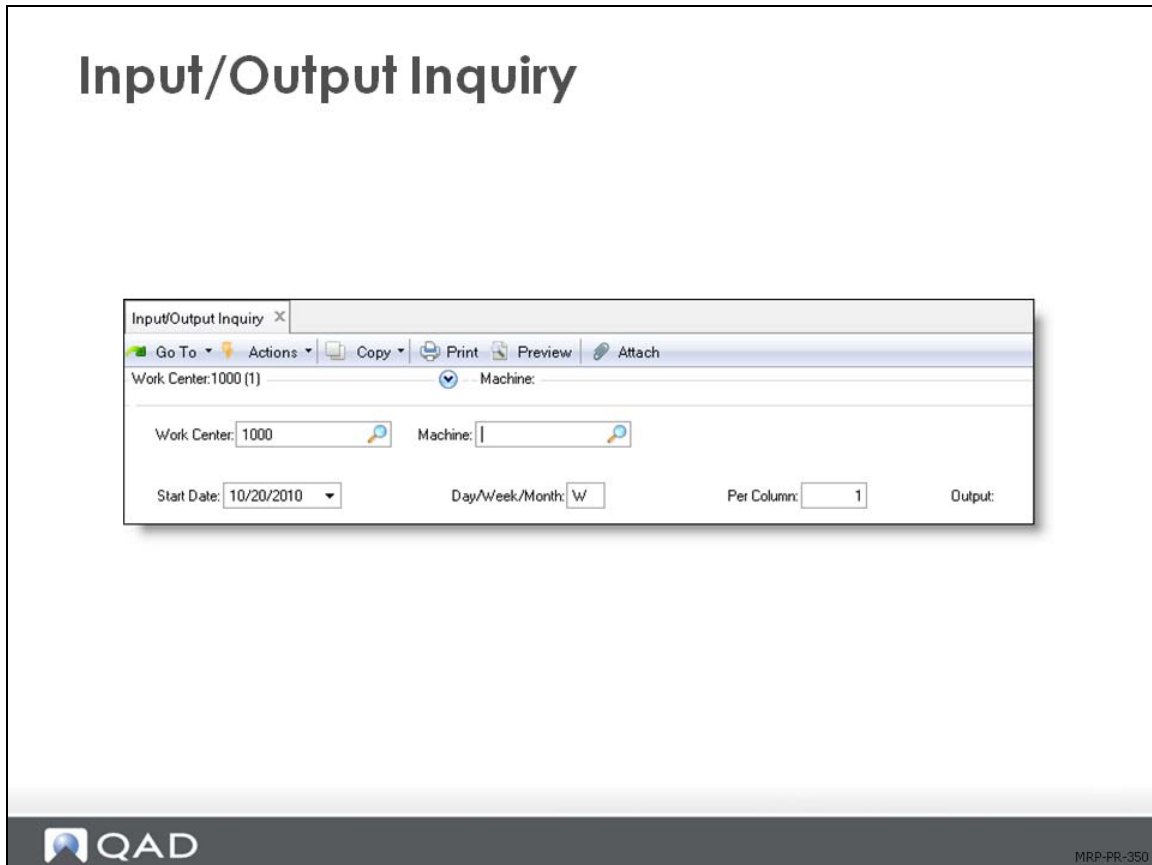 Input/Output Inquiry
Input/Output Inquiry X
Go To Actions Copy Print Preview Attach
Work Center:1000 (1) Machine:
Work Center: 1000 Machine:
Start Date: 10/20/2010 Day/Week/Month: W Per Column: 1 Output:
QAD
MRP-PR-350